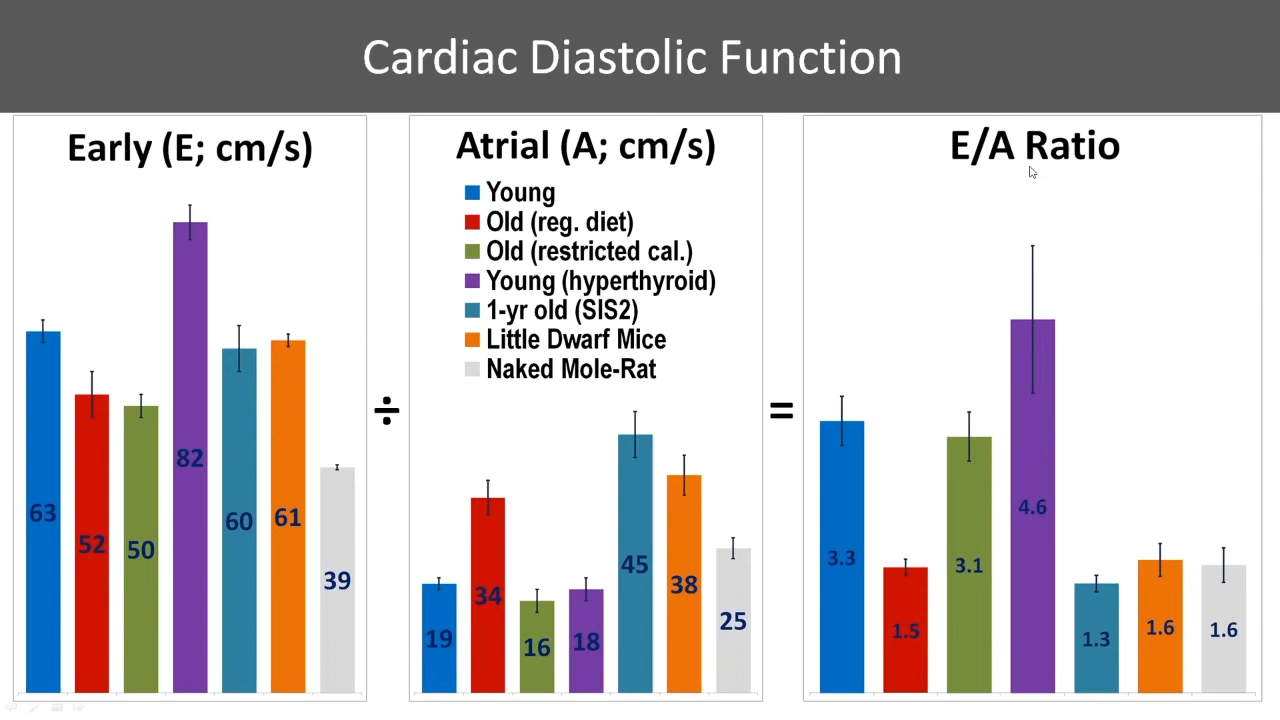 Cardiac Diastolic Function
Early (E; cm/s)
63
52
50
82
60
61
39
÷
Atrial (A; cm/s)
Young
Old (reg. diet)
Old (restricted cal.)
Young (hyperthyroid)
1-yr old (SIS2)
Little Dwarf Mice
Naked Mole-Rat
19
34
16
18
45
38
25
=
E/A Ratio
3.3
1.5
3.1
4.6
1.3
1.6
1.6